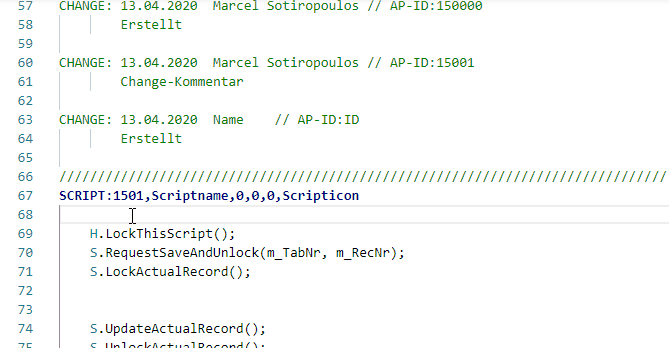 57 CHANGE: 13.04.2020  Marcel Sotiropoulos // AP-ID:150000
58         Erstellt
59
60 CHANGE: 13.04.2020  Marcel Sotiropoulos // AP-ID:15001
61         Change-Kommentar
62
63 CHANGE: 13.04.2020  Name    // AP-ID:ID
64         Erstellt
65
66 ///////////////////////////////////////////////////////////////////////////////
67 SCRIPT:1501,Scriptname,0,0,0,Scripticon
68
69     H.LockThisScript();
70     S.RequestSaveAndUnlock(m_TabNr, m_RecNr);
71     S.LockActualRecord();
72
73
74     S.UpdateActualRecord();
75     S.UnlockActualRecord();